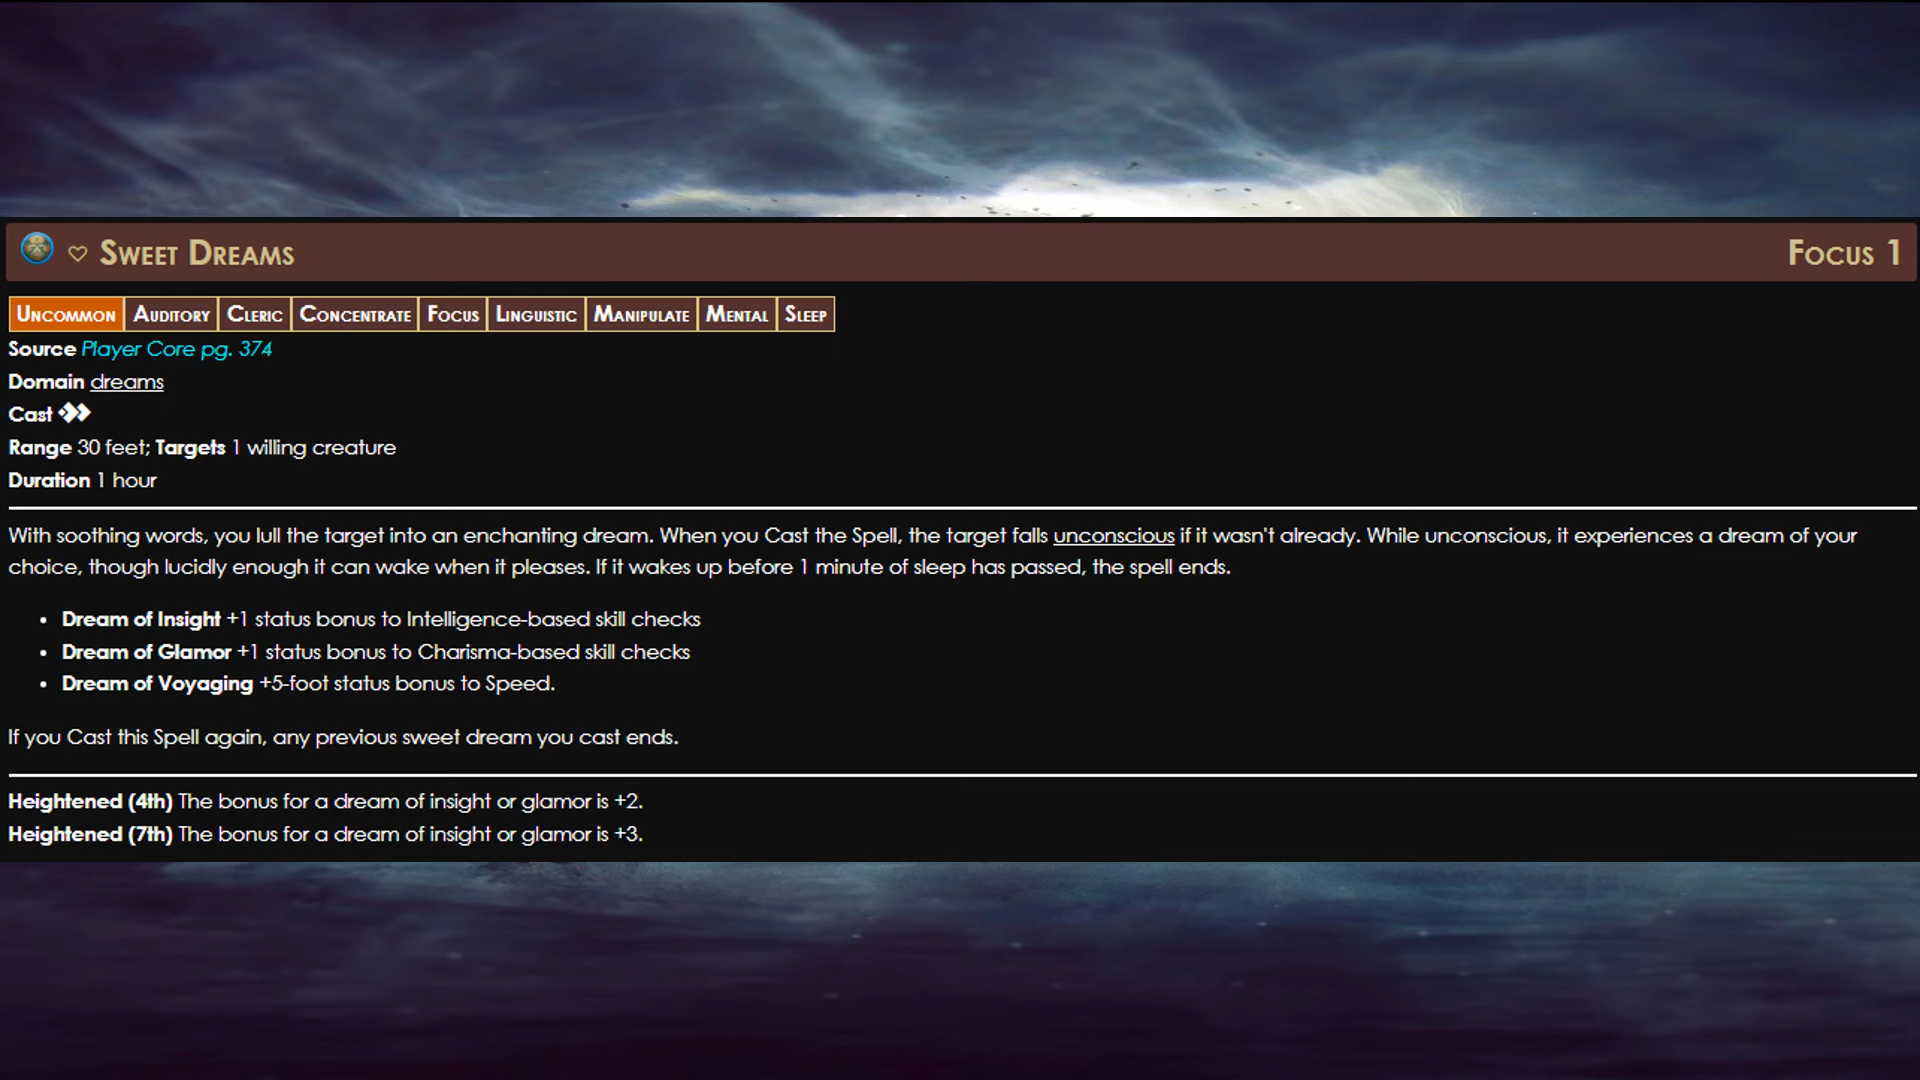 Sweet Dreams
Focus 1
Uncommon Auditory Cleric Concentrate Focus Linguistic Manipulate Mental Sleep
Source Player Core pg. 374
Domain dreams
Cast
Range 30 feet; Targets 1 willing creature
Duration 1 hour
With soothing words, you lull the target into an enchanting dream. When you Cast the Spell, the target falls unconscious if it wasn't already. While unconscious, it experiences a dream of your
choice, though lucidly enough it can wake when it pleases. If it wakes up before 1 minute of sleep has passed, the spell ends.
• Dream of Insight +1 status bonus to Intelligence-based skill checks
• Dream of Glamor +1 status bonus to Charisma-based skill checks
• Dream of Voyaging +5-foot status bonus to Speed.
If you Cast this Spell again, any previous sweet dream you cast ends.
Heightened (4th) The bonus for a dream of insight or glamor is +2.
Heightened (7th) The bonus for a dream of insight or glamor is +3.